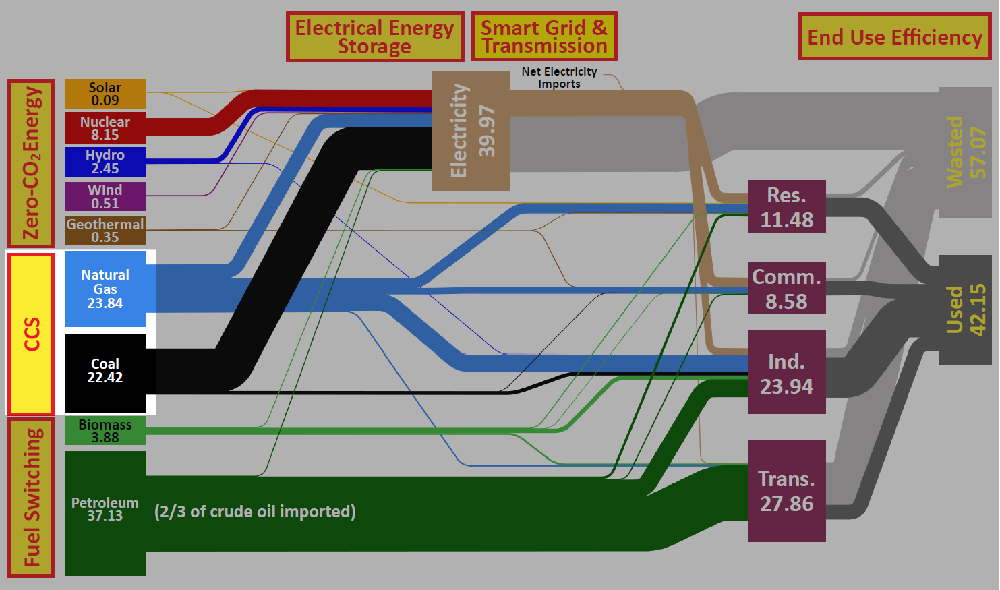 Electrical Energy
Storage
Smart Grid &
Transmission
End Use Efficiency
Net Electricity
Imports
Zero-CO2 Energy
Solar
0.09
Nuclear
8.15
Hydro
2.45
Wind
0.51
Geothermal
0.35
CCS
Natural
Gas
23.84
Coal
22.42
Fuel Switching
Biomass
3.88
Petroleum
37.13
(2/3 of crude oil imported)
Electricity
39.97
Res.
11.48
Comm.
8.58
Ind.
23.94
Trans.
27.86
Wasted
57.07
Used
42.15